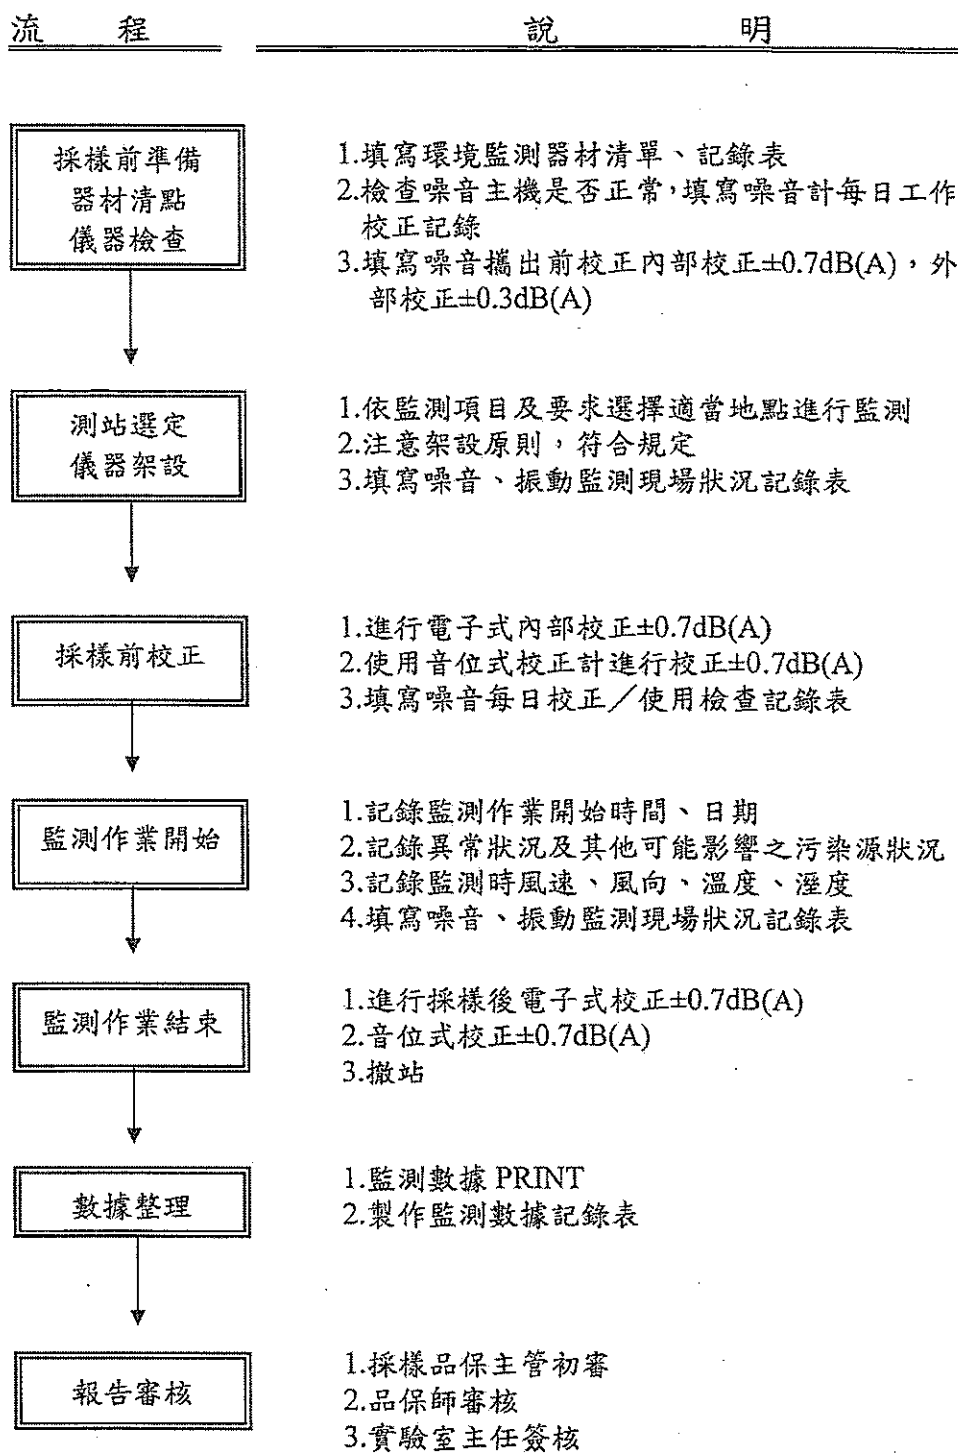 流 程 說 明
採樣前準備
器材清點
儀器檢查
1.填寫環境監測器材清單、記錄表
2.檢查噪音主機是否正常,填寫噪音計每日工作
校正記錄
3.填寫噪音攜出前校正內部校正±0.7dB(A),外
部校正±0.3dB(A)
測站選定
儀器架設
1.依監測項目及要求選擇適當地點進行監測
2.注意架設原則,符合規定
3.填寫噪音、振動監測現場狀況記錄表
採樣前校正
1.進行電子式內部校正±0.7dB(A)
2.使用音位式校正計進行校正±0.7dB(A)
3.填寫噪音每日校正／使用檢查記錄表
監測作業開始
1.記錄監測作業開始時間、日期
2.記錄異常狀況及其他可能影響之污染源狀況
3.記錄監測時風速、風向、溫度、溼度
4.填寫噪音、振動監測現場狀況記錄表
監測作業結束
1.進行採樣後電子式校正±0.7dB(A)
2.音位式校正±0.7dB(A)
3.撤站
數據整理
1.監測數據 PRINT
2.製作監測數據記錄表
報告審核
1.採樣品保主管初審
2.品保師審核
3.實驗室主任簽核